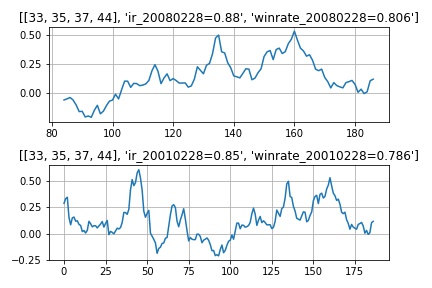 [[33, 35, 37, 44], 'ir_20080228=0.88', 'winrate_20080228=0.806']
0.50
0.25
0.00
80 100 120 140 160 180
[[33, 35, 37, 44], 'ir_20010228=0.85', 'winrate_20010228=0.786']
0.50
0.25
0.00
−0.25
0 25 50 75 100 125 150 175